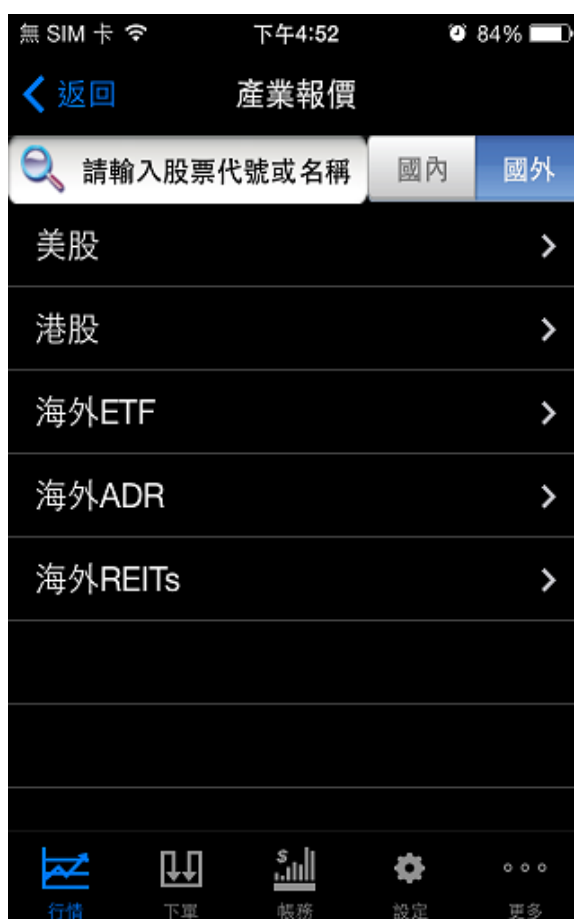 無 SIM 卡 下午4:52 84%
返回 產業報價
請輸入股票代號或名稱 國內 國外
美股
港股
海外ETF
海外ADR
海外REITs
行情 下單 帳務 設定 更多